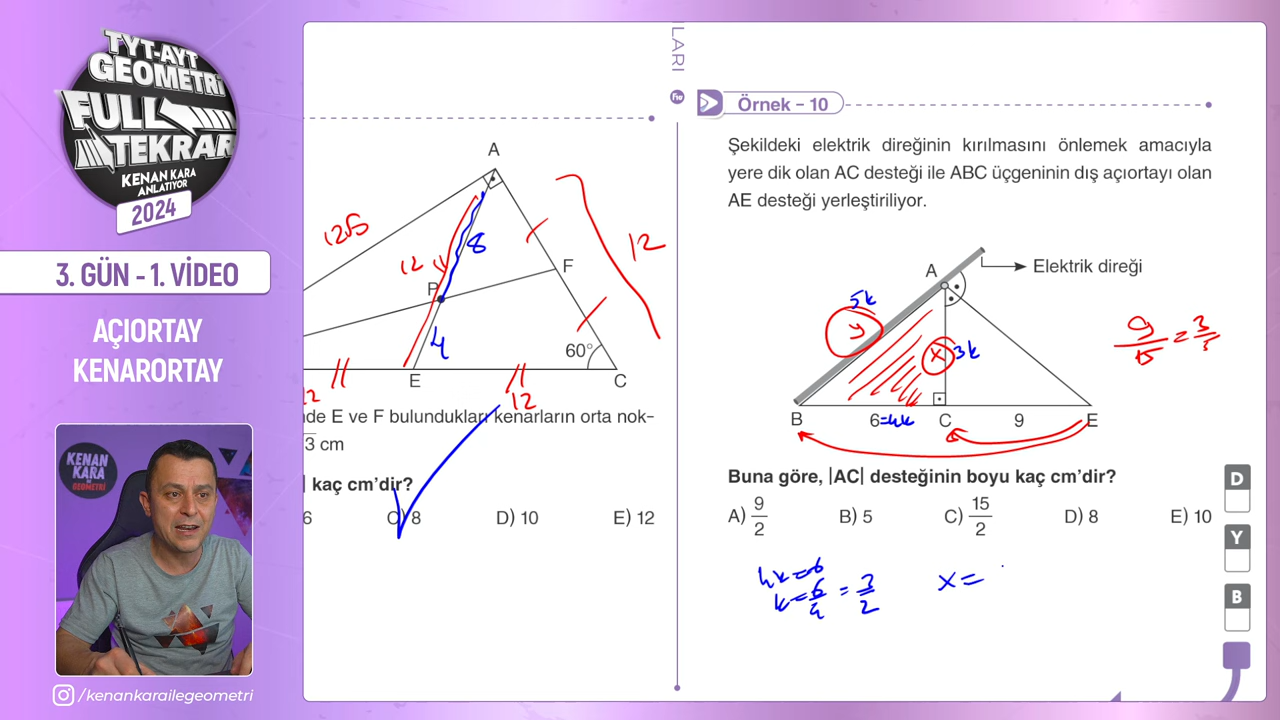 TYT-AYT
GEOMETRİ
FULL
TEKRAR
KENAN KARA
ANLATIYOR
2024
3. GÜN - 1. VİDEO
AÇIORTAY
KENARORTAY
KENAN
KARA
GEOMETRİ
/kenankarailegeometri
A
12√3
8
12
12
F
P
4
60°
E
C
12
12
nde E ve F bulundukları kenarların orta nok-
3 cm
| kaç cm'dir?
6
C) 8
D) 10
E) 12
LARI
Örnek - 10
Şekildeki elektrik direğinin kırılmasını önlemek amacıyla
yere dik olan AC desteği ile ABC üçgeninin dış açıortayı olan
AE desteği yerleştiriliyor.
A
Elektrik direği
5k
y
x
3k
9/15 = 3/5
B
6=4k
C
9
E
Buna göre, |AC| desteğinin boyu kaç cm'dir?
A) 9/2
B) 5
C) 15/2
D) 8
E) 10
4k=6
k=6/4=3/2
x=
D
Y
B